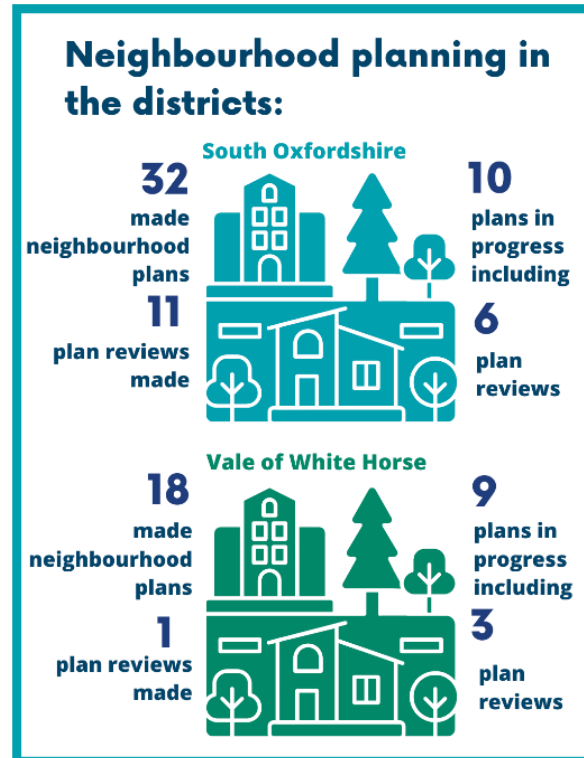 Neighbourhood planning in
the districts:
South Oxfordshire
32
made
neighbourhood
plans
10
plans in
progress
including
11
plan reviews
made
6
plan
reviews
Vale of White Horse
18
made
neighbourhood
plans
9
plans in
progress
including
1
plan reviews
made
3
plan
reviews